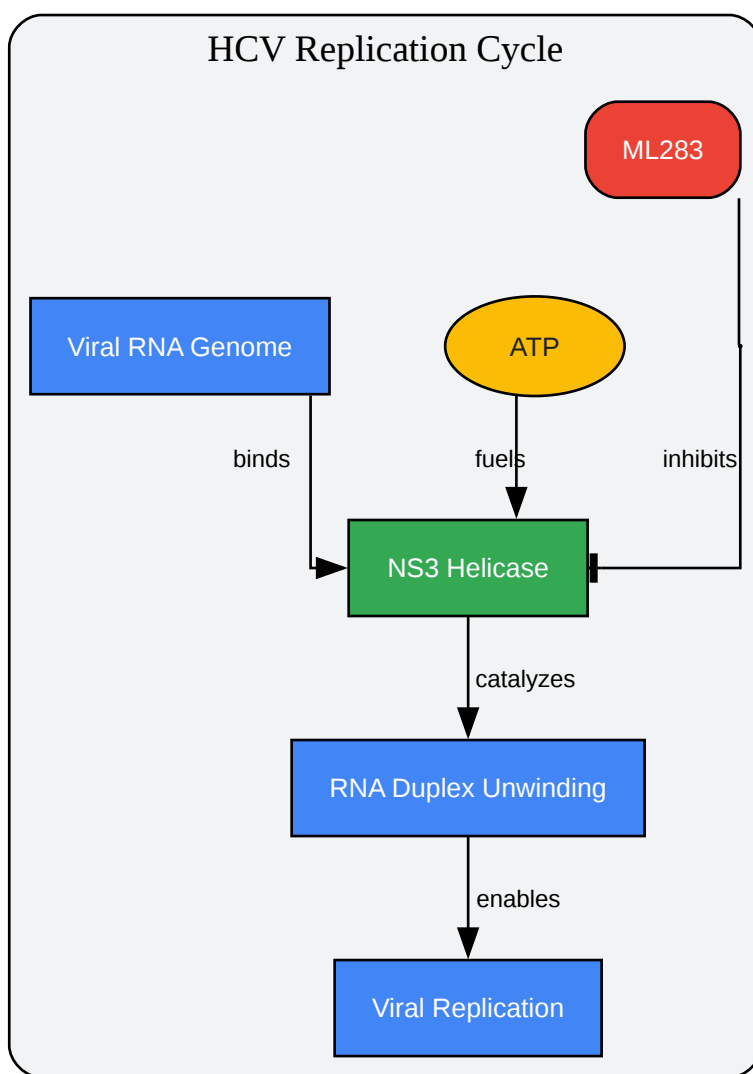 HCV Replication Cycle
ML283
Viral RNA Genome
ATP
binds
fuels
inhibits
NS3 Helicase
catalyzes
RNA Duplex Unwinding
enables
Viral Replication